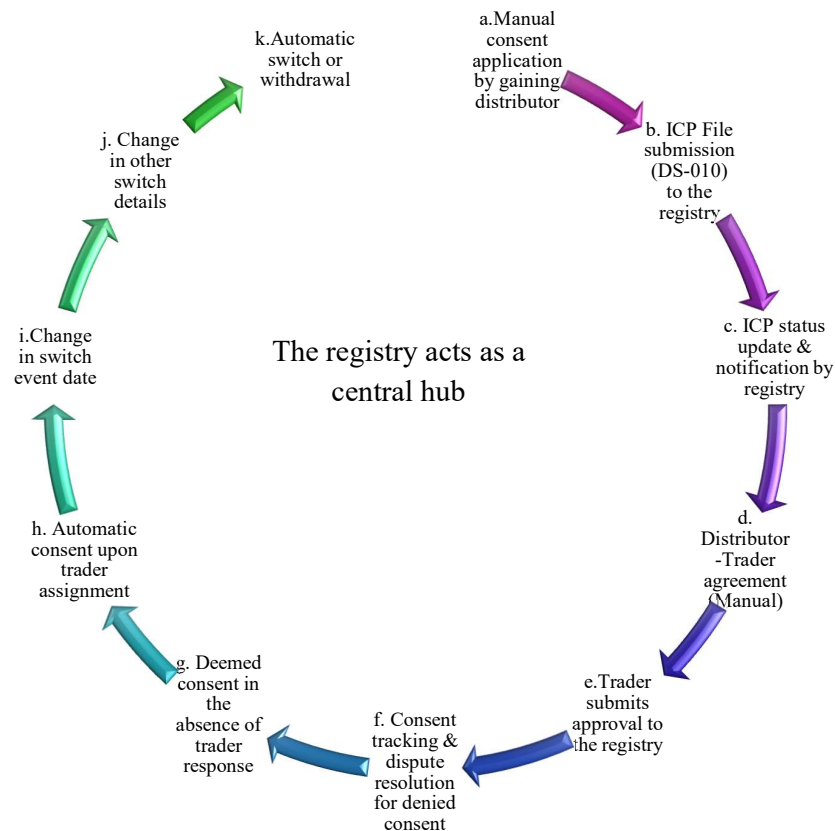 a.Manual
consent
application
by gaining
distributor
b. ICP File
submission
(DS-010)
to the
registry
c. ICP status
update &
notification by
registry
d.
Distributor
-Trader
agreement
(Manual)
e.Trader
submits
approval to
the registry
f. Consent
tracking &
dispute
resolution
for denied
consent
g. Deemed
consent in
the
absence of
trader
response
h. Automatic
consent upon
trader
assignment
i.Change
in switch
event date
j. Change
in other
switch
details
k.Automatic
switch or
withdrawal
The registry acts as a
central hub